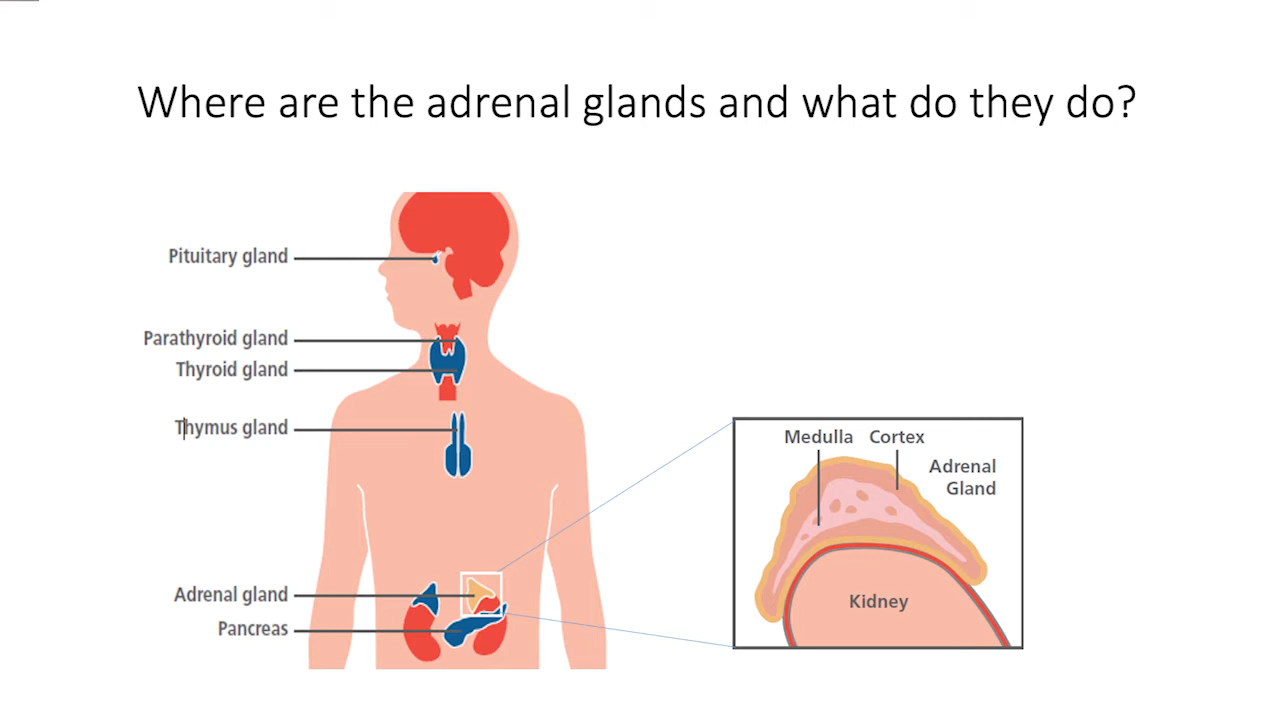 Where are the adrenal glands and what do they do?
Pituitary gland
Parathyroid gland
Thyroid gland
Thymus gland
Adrenal gland
Pancreas
Medulla Cortex
Adrenal
Gland
Kidney